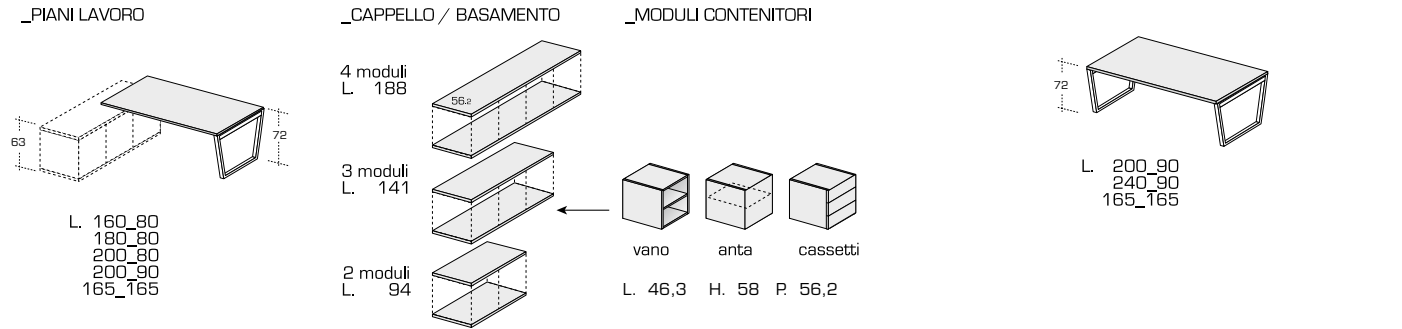 _PIANI LAVORO
63
72
L. 160_80
180_80
200_80
200_90
165_165
_CAPPELLO / BASAMENTO
4 moduli
L. 188
56.2
3 moduli
L. 141
2 moduli
L. 94
_MODULI CONTENITORI
vano anta cassetti
L. 46,3 H. 58 P. 56,2
72
L. 200_90
240_90
165_165